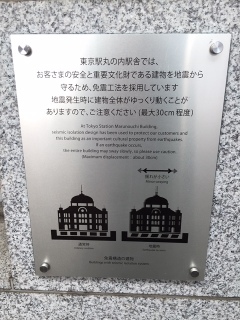 東京駅丸の内駅舎では、
お客さまの安全と重要文化財である建物を地震から
守るため、免震工法を採用しています
地震発生時に建物全体がゆっくり動くことが
ありますので、ご注意ください（最大30cm程度）
At Tokyo Station Marunouchi Building,
seismic isolation design has been used to protect our customers and
this building as an important cultural property from earthquakes.
If an earthquake occurs,
the entire building may sway slowly, so please use caution.
(Maximum displacement : about 30cm)